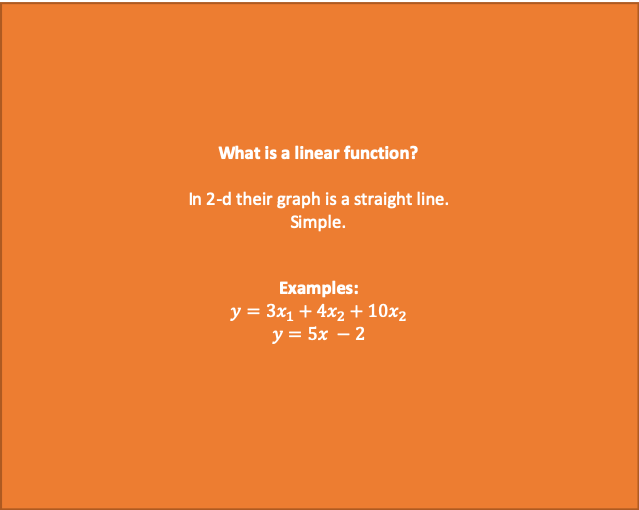 What is a linear function?
In 2-d their graph is a straight line.
Simple.
Examples:
y = 3x₁ + 4x₂ + 10x₂
y = 5x − 2